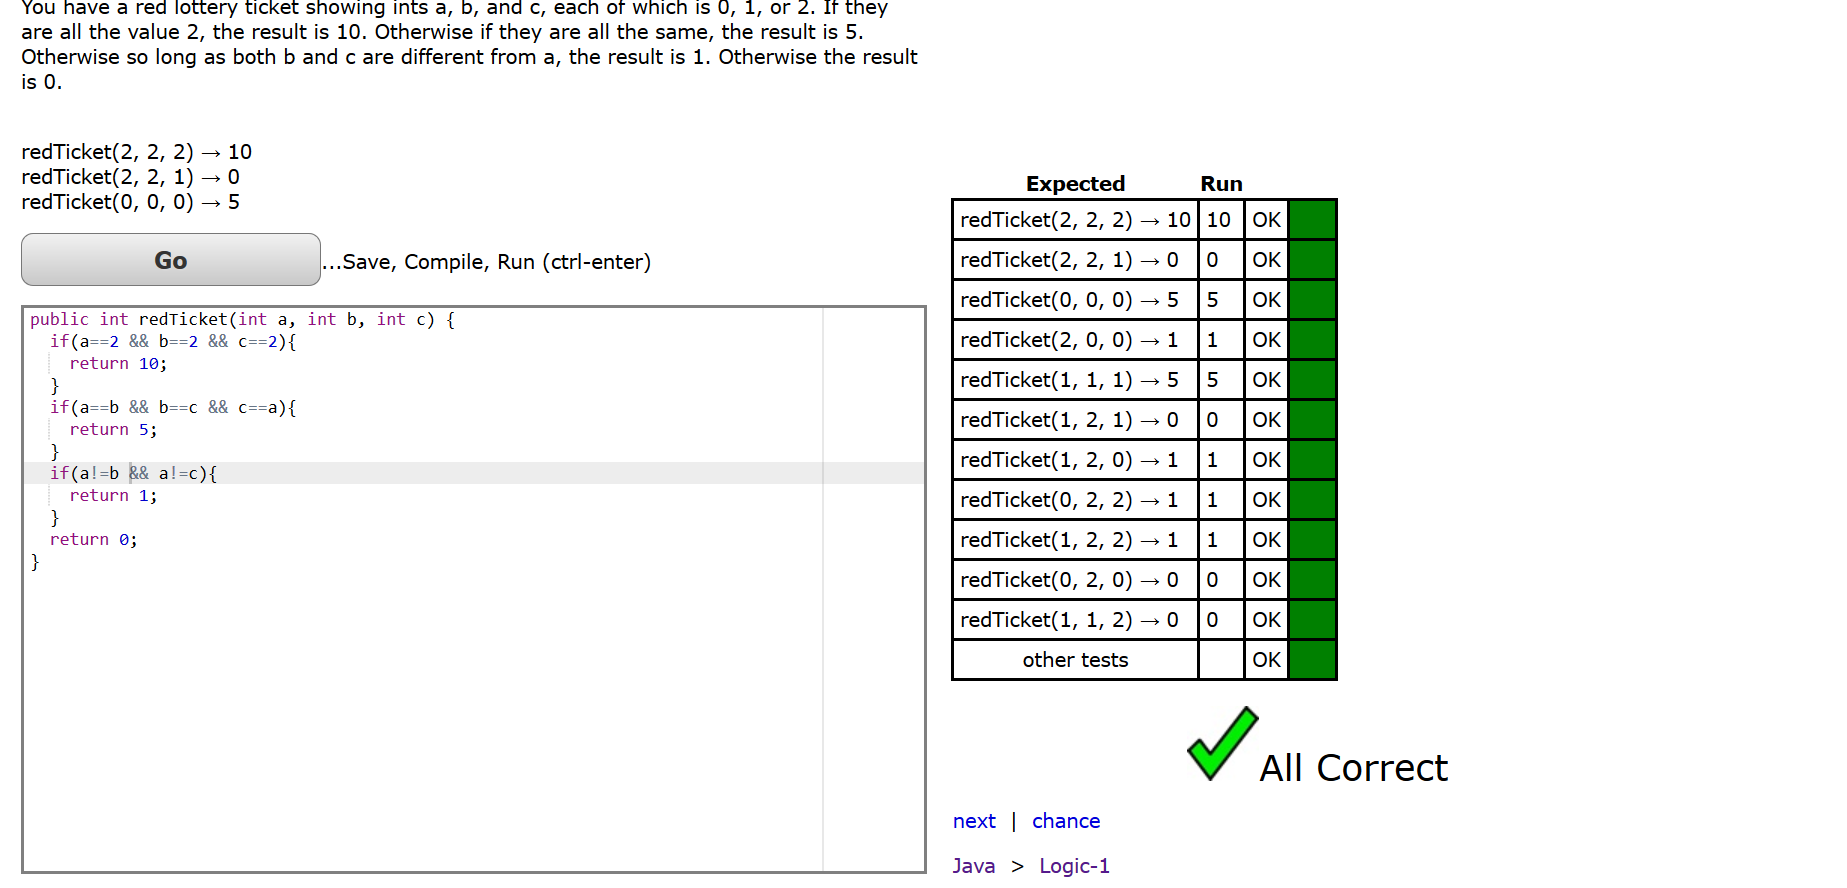 You have a red lottery ticket showing ints a, b, and c, each of which is 0, 1, or 2. If they
are all the value 2, the result is 10. Otherwise if they are all the same, the result is 5.
Otherwise so long as both b and c are different from a, the result is 1. Otherwise the result
is 0.
redTicket(2, 2, 2) → 10
redTicket(2, 2, 1) → 0
redTicket(0, 0, 0) → 5
Go
...Save, Compile, Run (ctrl-enter)
public int redTicket(int a, int b, int c) {
if(a==2 && b==2 && c==2){
return 10;
}
if(a==b && b==c && c==a){
return 5;
}
if(a!=b && a!=c){
return 1;
}
return 0;
}
Expected Run
redTicket(2, 2, 2) → 10 10 OK
redTicket(2, 2, 1) → 0 0 OK
redTicket(0, 0, 0) → 5 5 OK
redTicket(2, 0, 0) → 1 1 OK
redTicket(1, 1, 1) → 5 5 OK
redTicket(1, 2, 1) → 0 0 OK
redTicket(1, 2, 0) → 1 1 OK
redTicket(0, 2, 2) → 1 1 OK
redTicket(1, 2, 2) → 1 1 OK
redTicket(0, 2, 0) → 0 0 OK
redTicket(1, 1, 2) → 0 0 OK
other tests OK
All Correct
next | chance
Java > Logic-1